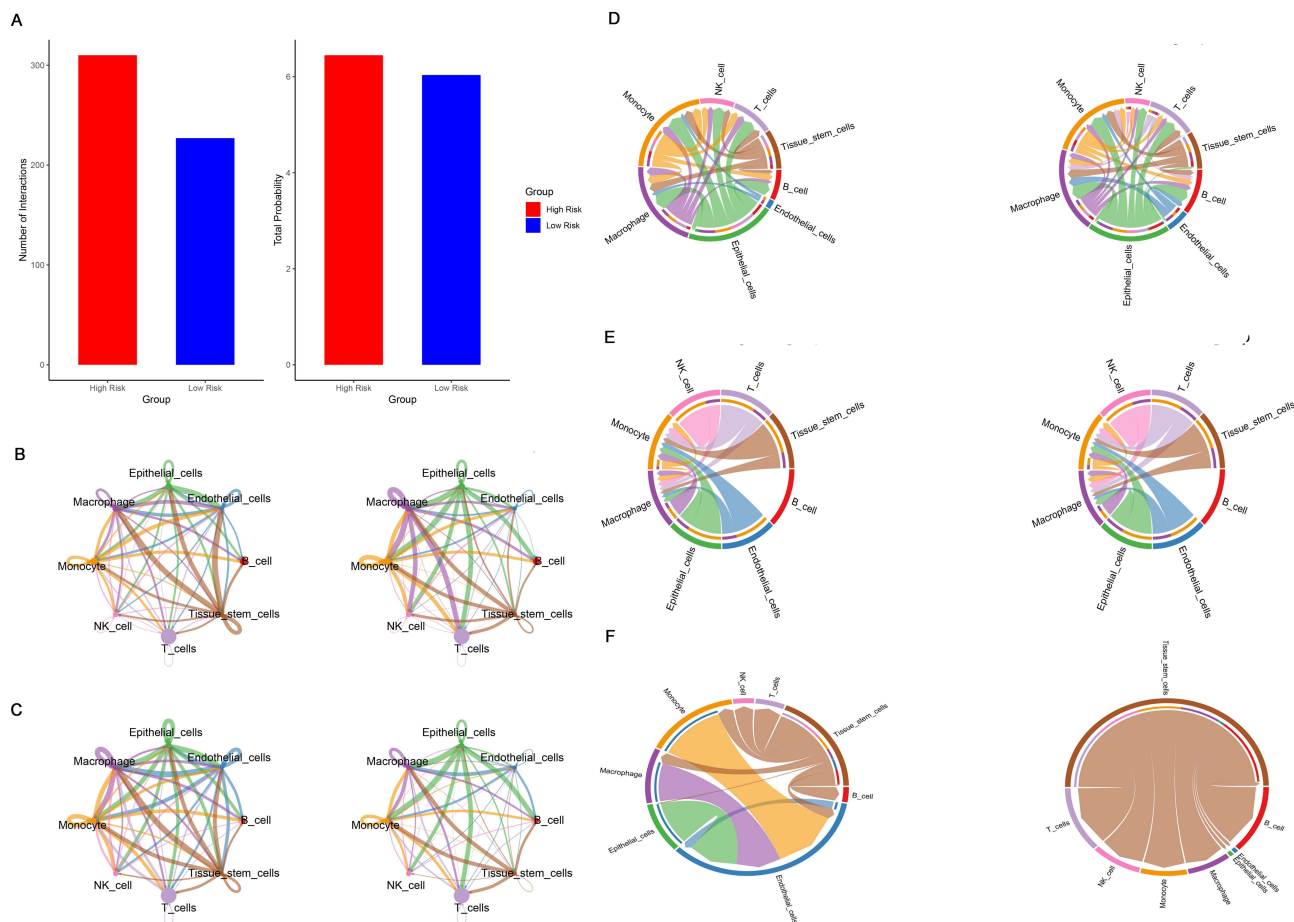 A
Number of Interactions
300
200
100
0
High Risk
Low Risk
Group
Total Probability
6
4
2
0
High Risk
Low Risk
Group
Group
High Risk
Low Risk
B
Epithelial_cells
Macrophage
Endothelial_cells
Monocyte
B_cell
NK_cell
Tissue_stem_cells
T_cells
Epithelial_cells
Macrophage
Endothelial_cells
Monocyte
B_cell
NK_cell
Tissue_stem_cells
T_cells
C
Epithelial_cells
Macrophage
Endothelial_cells
Monocyte
B_cell
NK_cell
Tissue_stem_cells
T_cells
Epithelial_cells
Macrophage
Endothelial_cells
Monocyte
B_cell
NK_cell
Tissue_stem_cells
T_cells
D
NK_cell
T_cells
Monocyte
Tissue_stem_cells
B_cell
Macrophage
Endothelial_cells
Epithelial_cells
NK_cell
T_cells
Monocyte
Tissue_stem_cells
B_cell
Macrophage
Endothelial_cells
Epithelial_cells
E
NK_cell
T_cells
Monocyte
Tissue_stem_cells
B_cell
Macrophage
Epithelial_cells
Endothelial_cells
NK_cell
T_cells
Monocyte
Tissue_stem_cells
B_cell
Macrophage
Epithelial_cells
Endothelial_cells
F
NK_cell
T_cells
Monocyte
Tissue_stem_cells
Macrophage
B_cell
Epithelial_cells
Endothelial_cells
Tissue_stem_cells
T_cells
B_cell
Endothelial_cells
Epithelial_cells
Macrophage
NK_cell
Monocyte